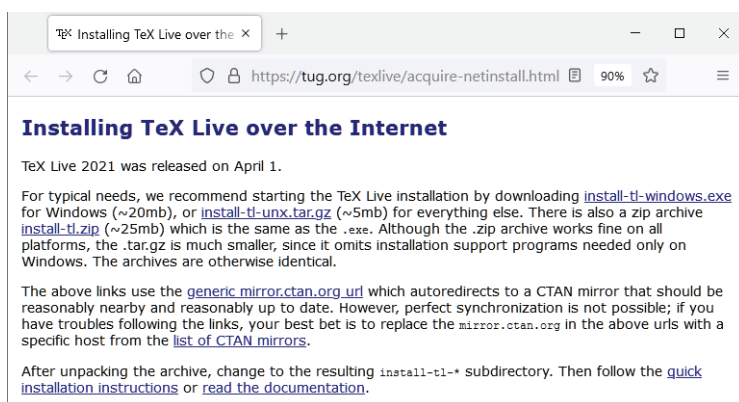 TEX Installing TeX Live over the × +
https://tug.org/texlive/acquire-netinstall.html 90%
Installing TeX Live over the Internet
TeX Live 2021 was released on April 1.
For typical needs, we recommend starting the TeX Live installation by downloading install-tl-windows.exe
for Windows (~20mb), or install-tl-unx.tar.gz (~5mb) for everything else. There is also a zip archive
install-tl.zip (~25mb) which is the same as the .exe. Although the .zip archive works fine on all
platforms, the .tar.gz is much smaller, since it omits installation support programs needed only on
Windows. The archives are otherwise identical.
The above links use the generic mirror.ctan.org url which autoredirects to a CTAN mirror that should be
reasonably nearby and reasonably up to date. However, perfect synchronization is not possible; if you
have troubles following the links, your best bet is to replace the mirror.ctan.org in the above urls with a
specific host from the list of CTAN mirrors.
After unpacking the archive, change to the resulting install-tl-* subdirectory. Then follow the quick
installation instructions or read the documentation.